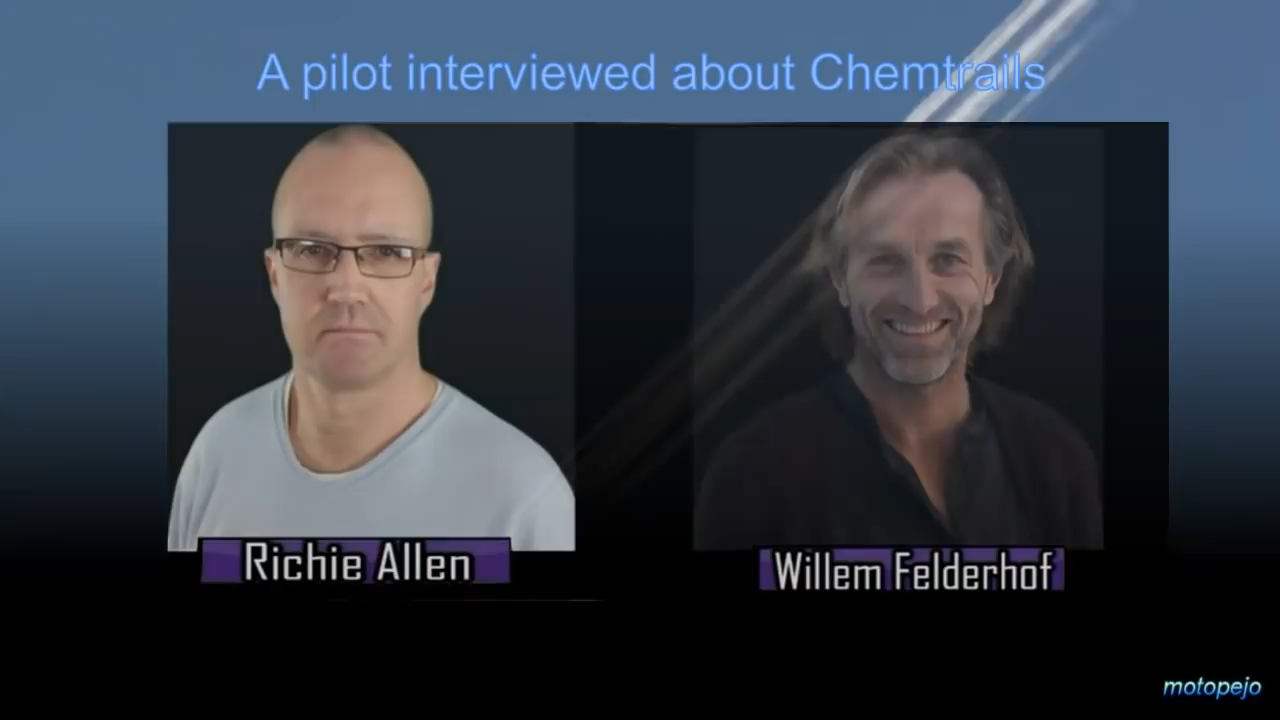 A pilot interviewed about Chemtrails
Richie Allen
Willem Felderhof
motopejo